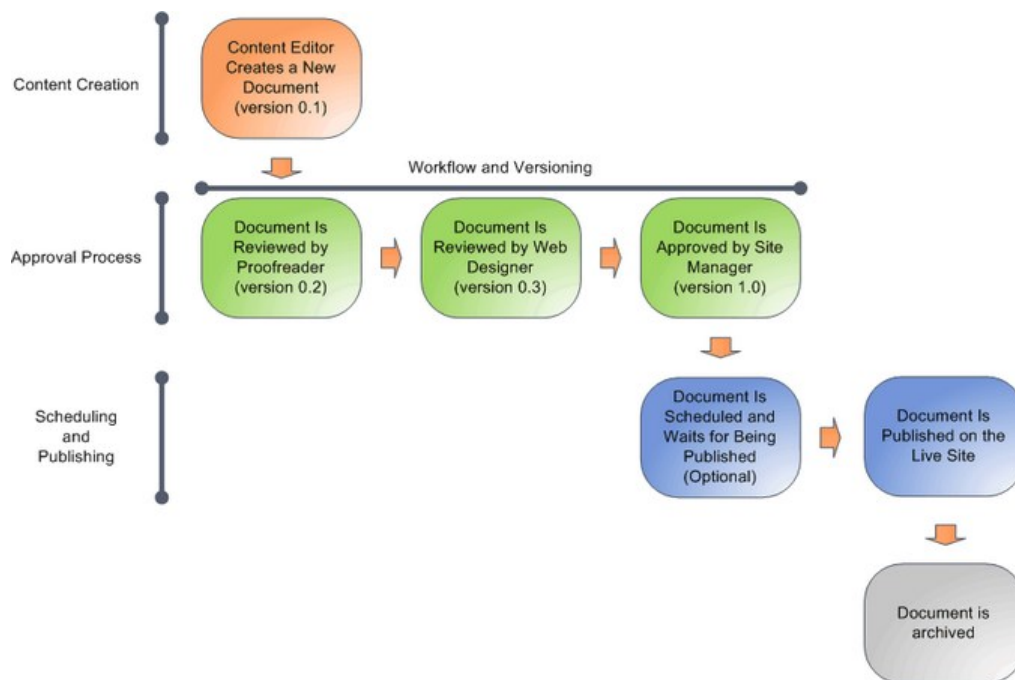 Content Creation
Content Editor
Creates a New
Document
(version 0.1)
Workflow and Versioning
Approval Process
Document Is
Reviewed by
Proofreader
(version 0.2)
Document Is
Reviewed by Web
Designer
(version 0.3)
Document Is
Approved by Site
Manager
(version 1.0)
Scheduling
and
Publishing
Document Is
Scheduled and
Waits for Being
Published
(Optional)
Document Is
Published on the
Live Site
Document is
archived